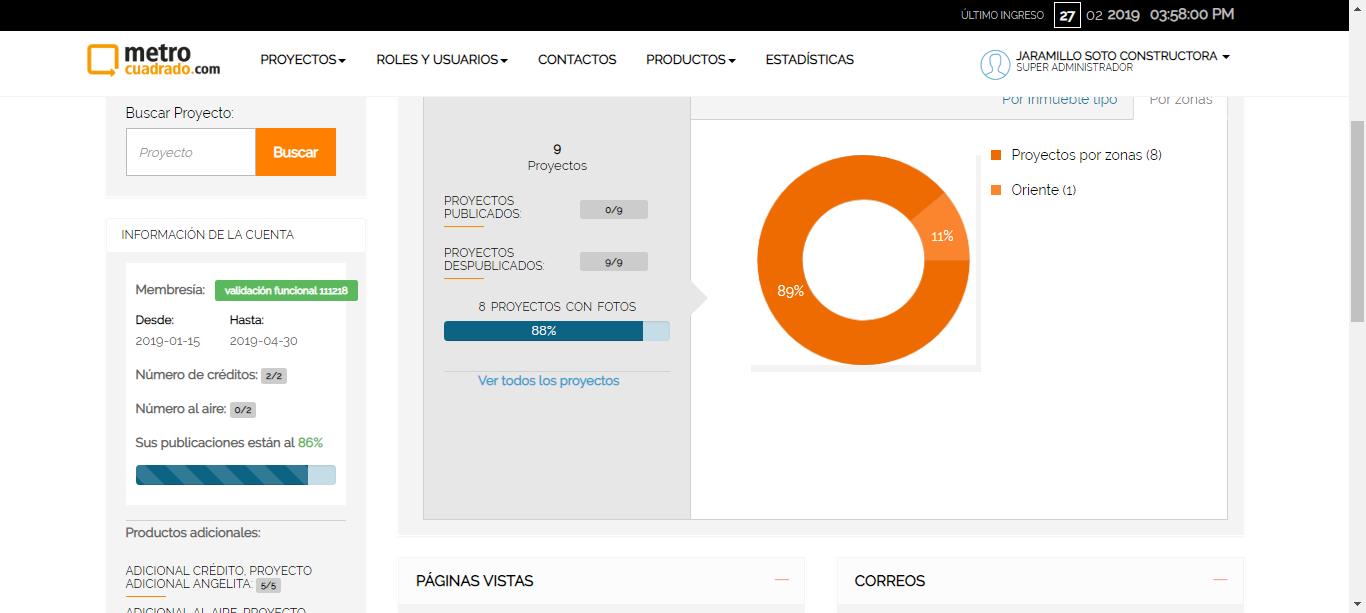 ÚLTIMO INGRESO 27 02 2019 03:58:00 PM
metro
cuadrado.com
PROYECTOS ROLES Y USUARIOS CONTACTOS PRODUCTOS ESTADÍSTICAS
JARAMILLO SOTO CONSTRUCTORA
SUPER ADMINISTRADOR
Buscar Proyecto:
Proyecto Buscar
INFORMACIÓN DE LA CUENTA
Membresía: validación funcional 111218
Desde: Hasta:
2019-01-15 2019-04-30
Número de créditos: 2/2
Número al aire: 0/2
Sus publicaciones están al 86%
Productos adicionales:
ADICIONAL CRÉDITO, PROYECTO
ADICIONAL ANGELITA: 5/5
ADICIONAL AL AIRE, PROYECTO
9
Proyectos
PROYECTOS
PUBLICADOS: 0/9
PROYECTOS
DESPUBLICADOS: 9/9
8 PROYECTOS CON FOTOS
88%
Ver todos los proyectos
Por inmueble tipo Por zonas
11%
89%
Proyectos por zonas (8)
Oriente (1)
PÁGINAS VISTAS
CORREOS